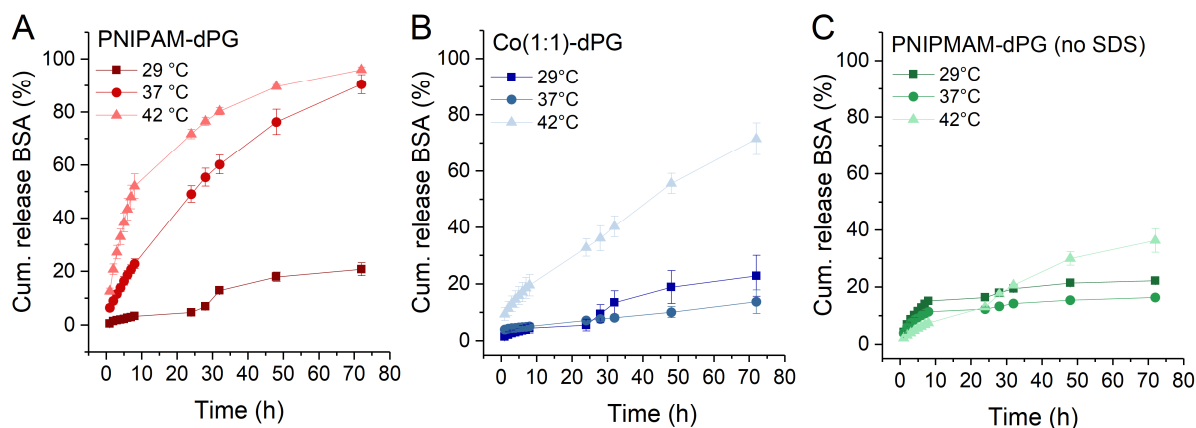 A
PNIPAM-dPG
29 °C
37 °C
42 °C
Cum. release BSA (%)
100
80
60
40
20
0
0 10 20 30 40 50 60 70 80
Time (h)
B
Co(1:1)-dPG
29°C
37°C
42°C
Cum. release BSA (%)
100
80
60
40
20
0
0 10 20 30 40 50 60 70 80
Time (h)
C
PNIPMAM-dPG (no SDS)
29°C
37°C
42°C
Cum. release BSA (%)
100
80
60
40
20
0
0 10 20 30 40 50 60 70 80
Time (h)